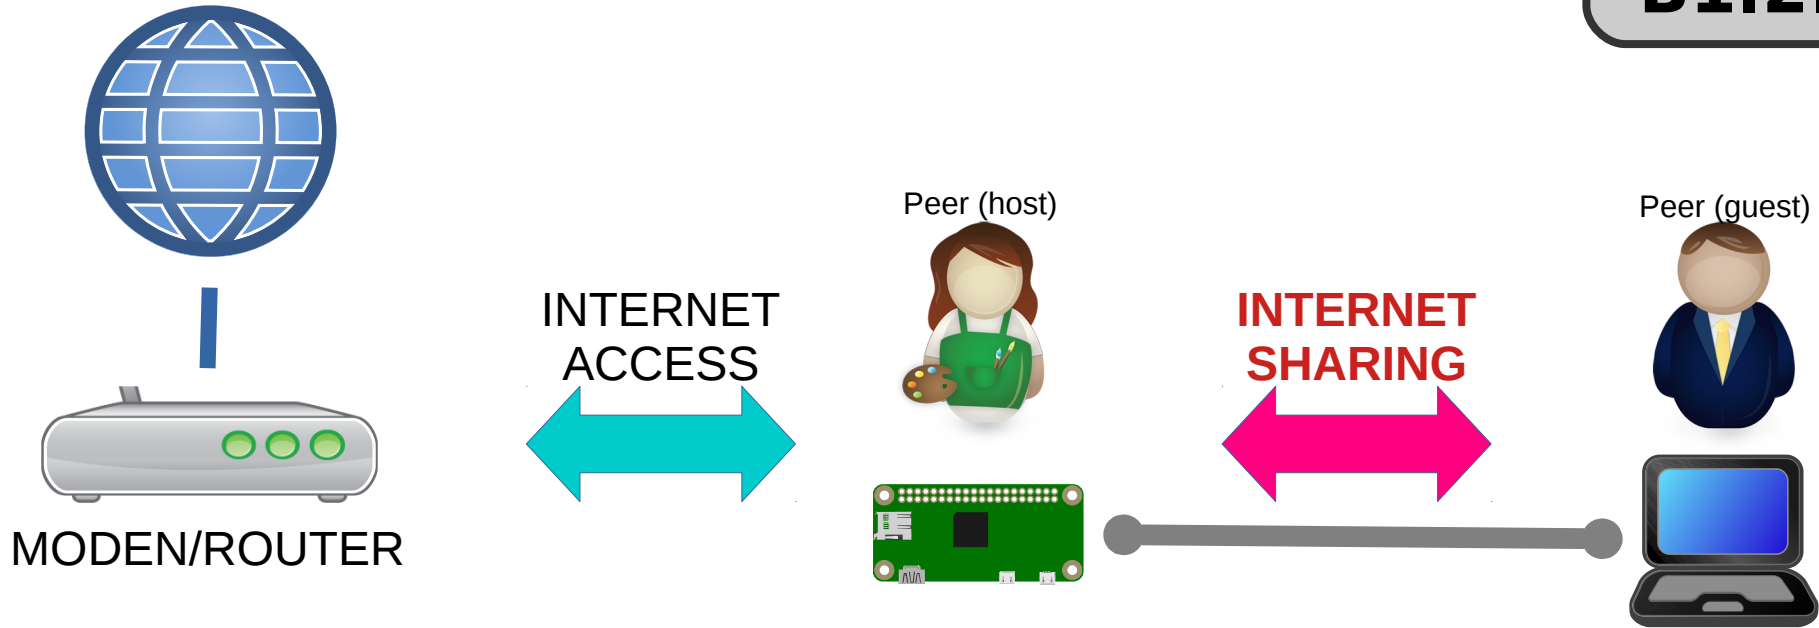 Peer (host)
Peer (guest)
INTERNET
ACCESS
INTERNET
SHARING
MODEN/ROUTER